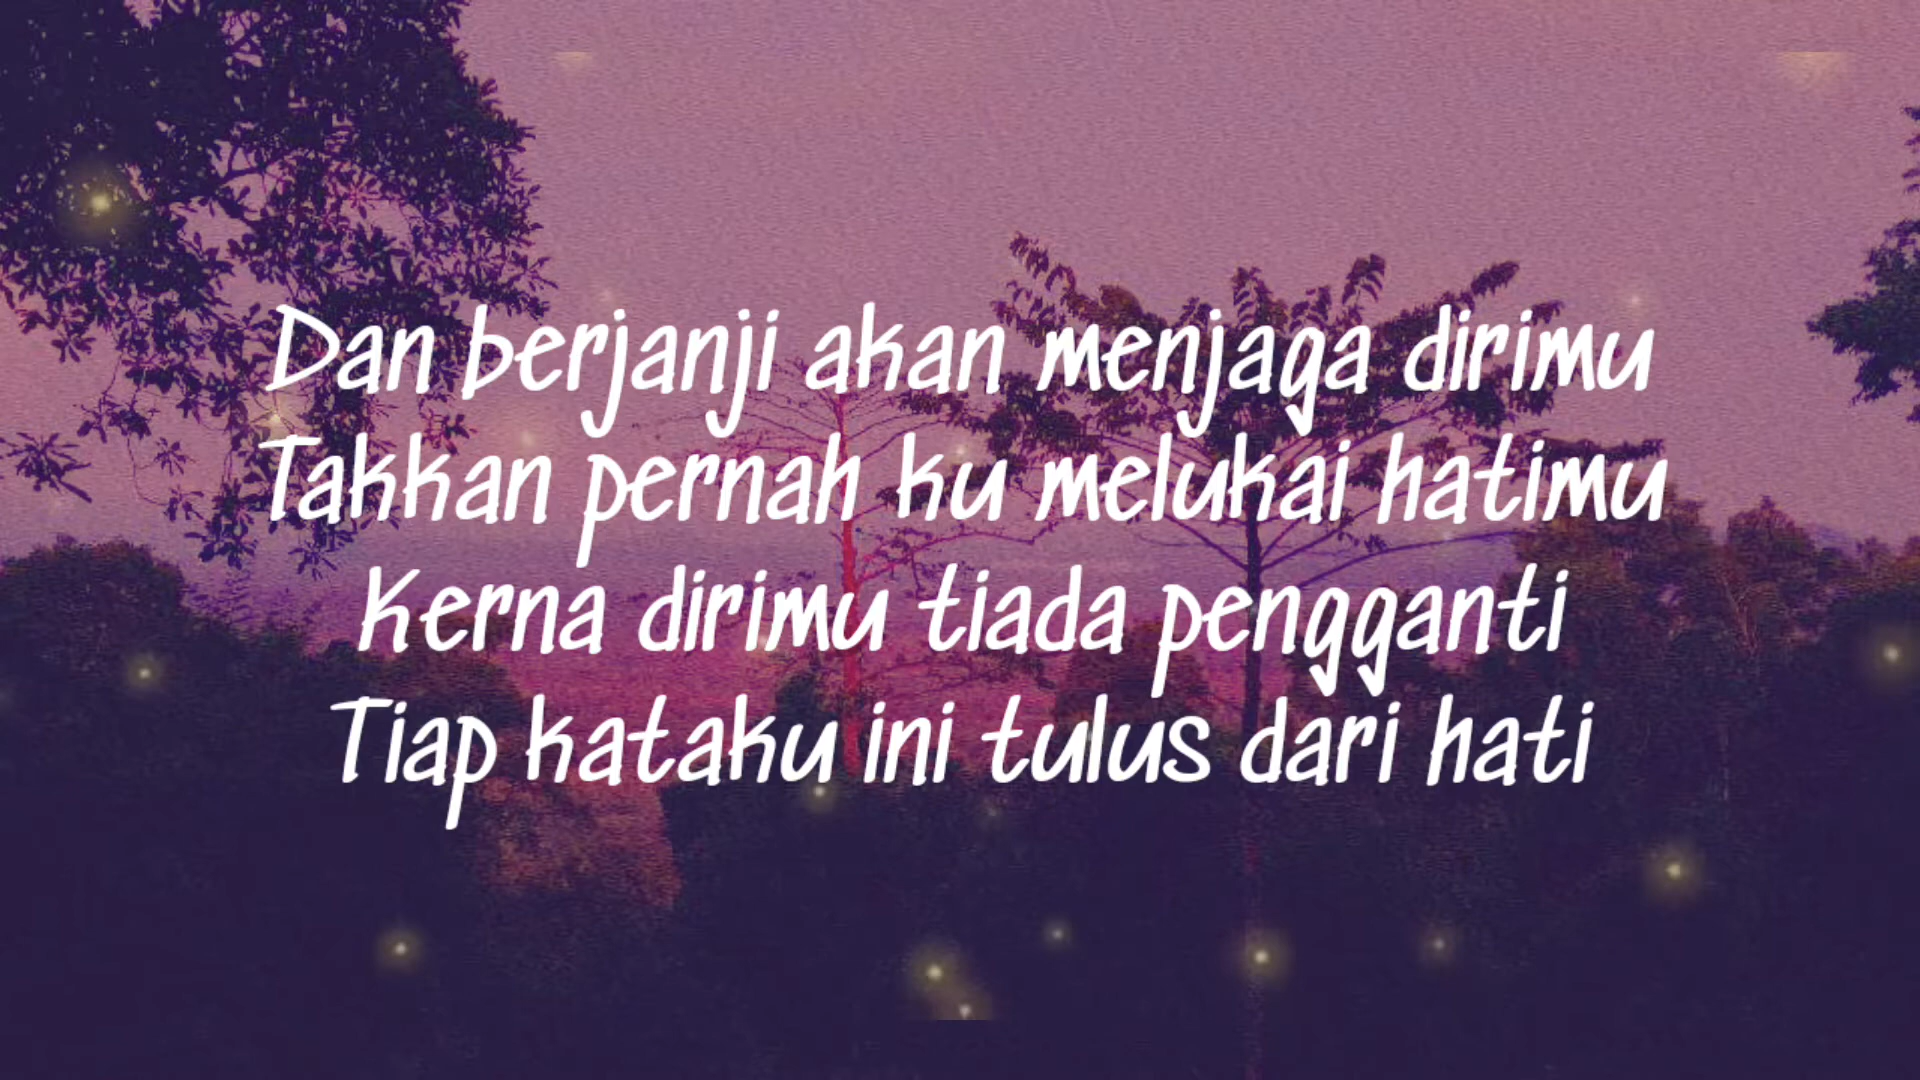 Dan berjanji akan menjaga dirimu
Takkan pernah ku melukai hatimu
Kerna dirimu tiada pengganti
Tiap kataku ini tulus dari hati